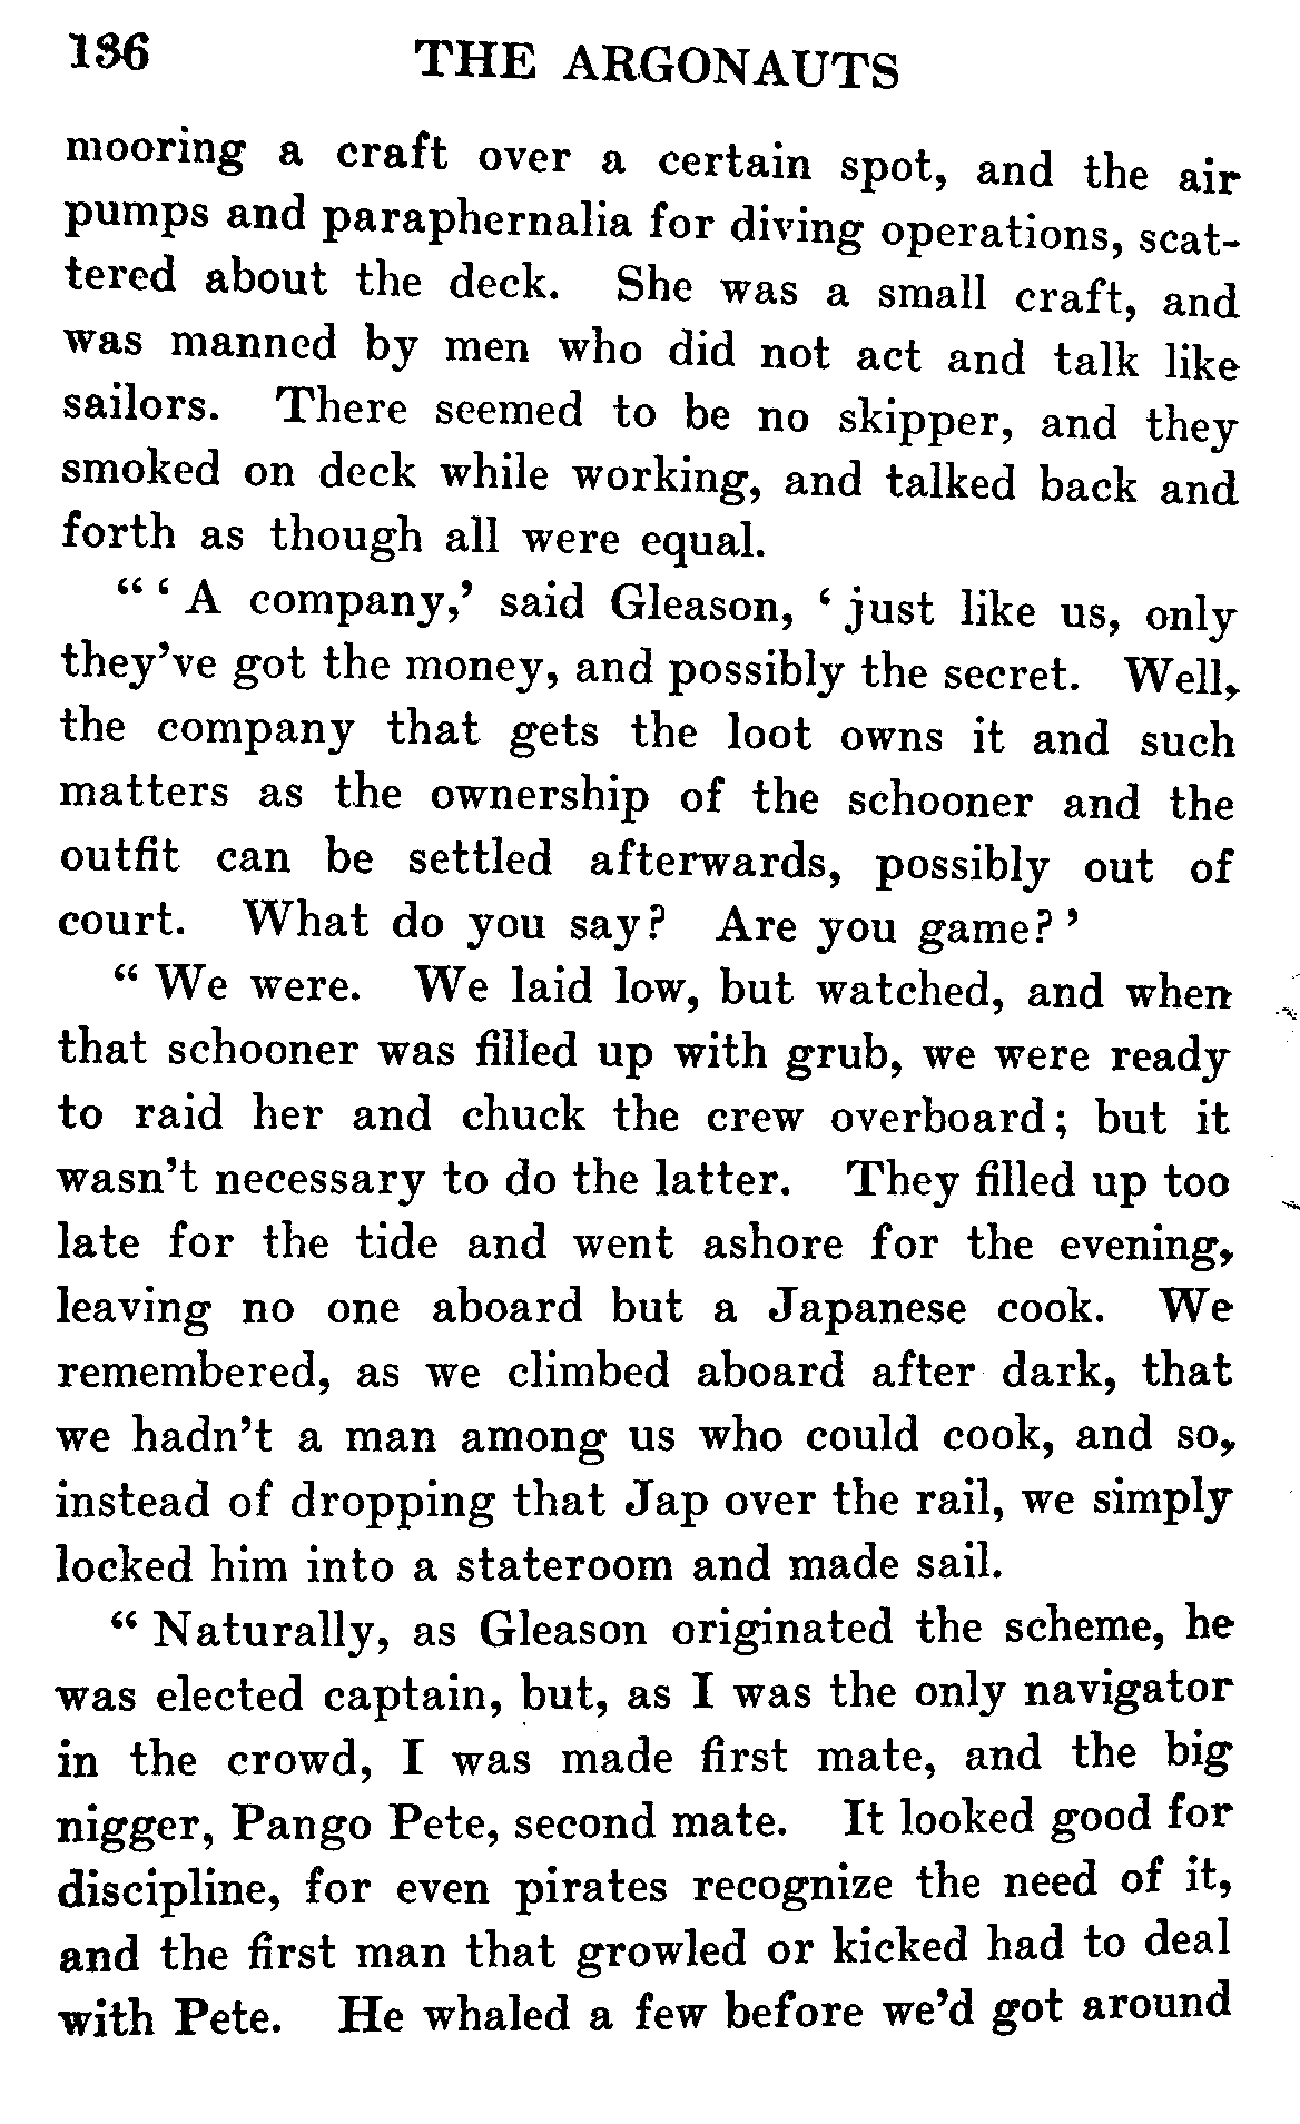 136 THE ARGONAUTS
mooring a craft over a certain spot, and the air
pumps and paraphernalia for diving operations, scat-
tered about the deck. She was a small craft, and
was manned by men who did not act and talk like
sailors. There seemed to be no skipper, and they
smoked on deck while working, and talked back and
forth as though all were equal.
“ ‘ A company,’ said Gleason, ‘ just like us, only
they’ve got the money, and possibly the secret. Well,
the company that gets the loot owns it and such
matters as the ownership of the schooner and the
outfit can be settled afterwards, possibly out of
court. What do you say? Are you game? ’
“ We were. We laid low, but watched, and when
that schooner was filled up with grub, we were ready
to raid her and chuck the crew overboard; but it
wasn’t necessary to do the latter. They filled up too
late for the tide and went ashore for the evening,
leaving no one aboard but a Japanese cook. We
remembered, as we climbed aboard after dark, that
we hadn’t a man among us who could cook, and so,
instead of dropping that Jap over the rail, we simply
locked him into a stateroom and made sail.
“ Naturally, as Gleason originated the scheme, he
was elected captain, but, as I was the only navigator
in the crowd, I was made first mate, and the big
nigger, Pango Pete, second mate. It looked good for
discipline, for even pirates recognize the need of it,
and the first man that growled or kicked had to deal
with Pete. He whaled a few before we’d got around